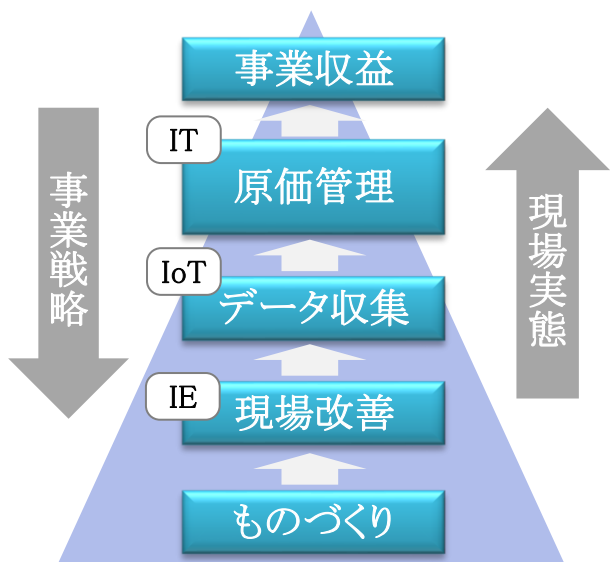 事業収益
IT
原価管理
事業戦略
現場実態
IoT
データ収集
IE
現場改善
ものづくり